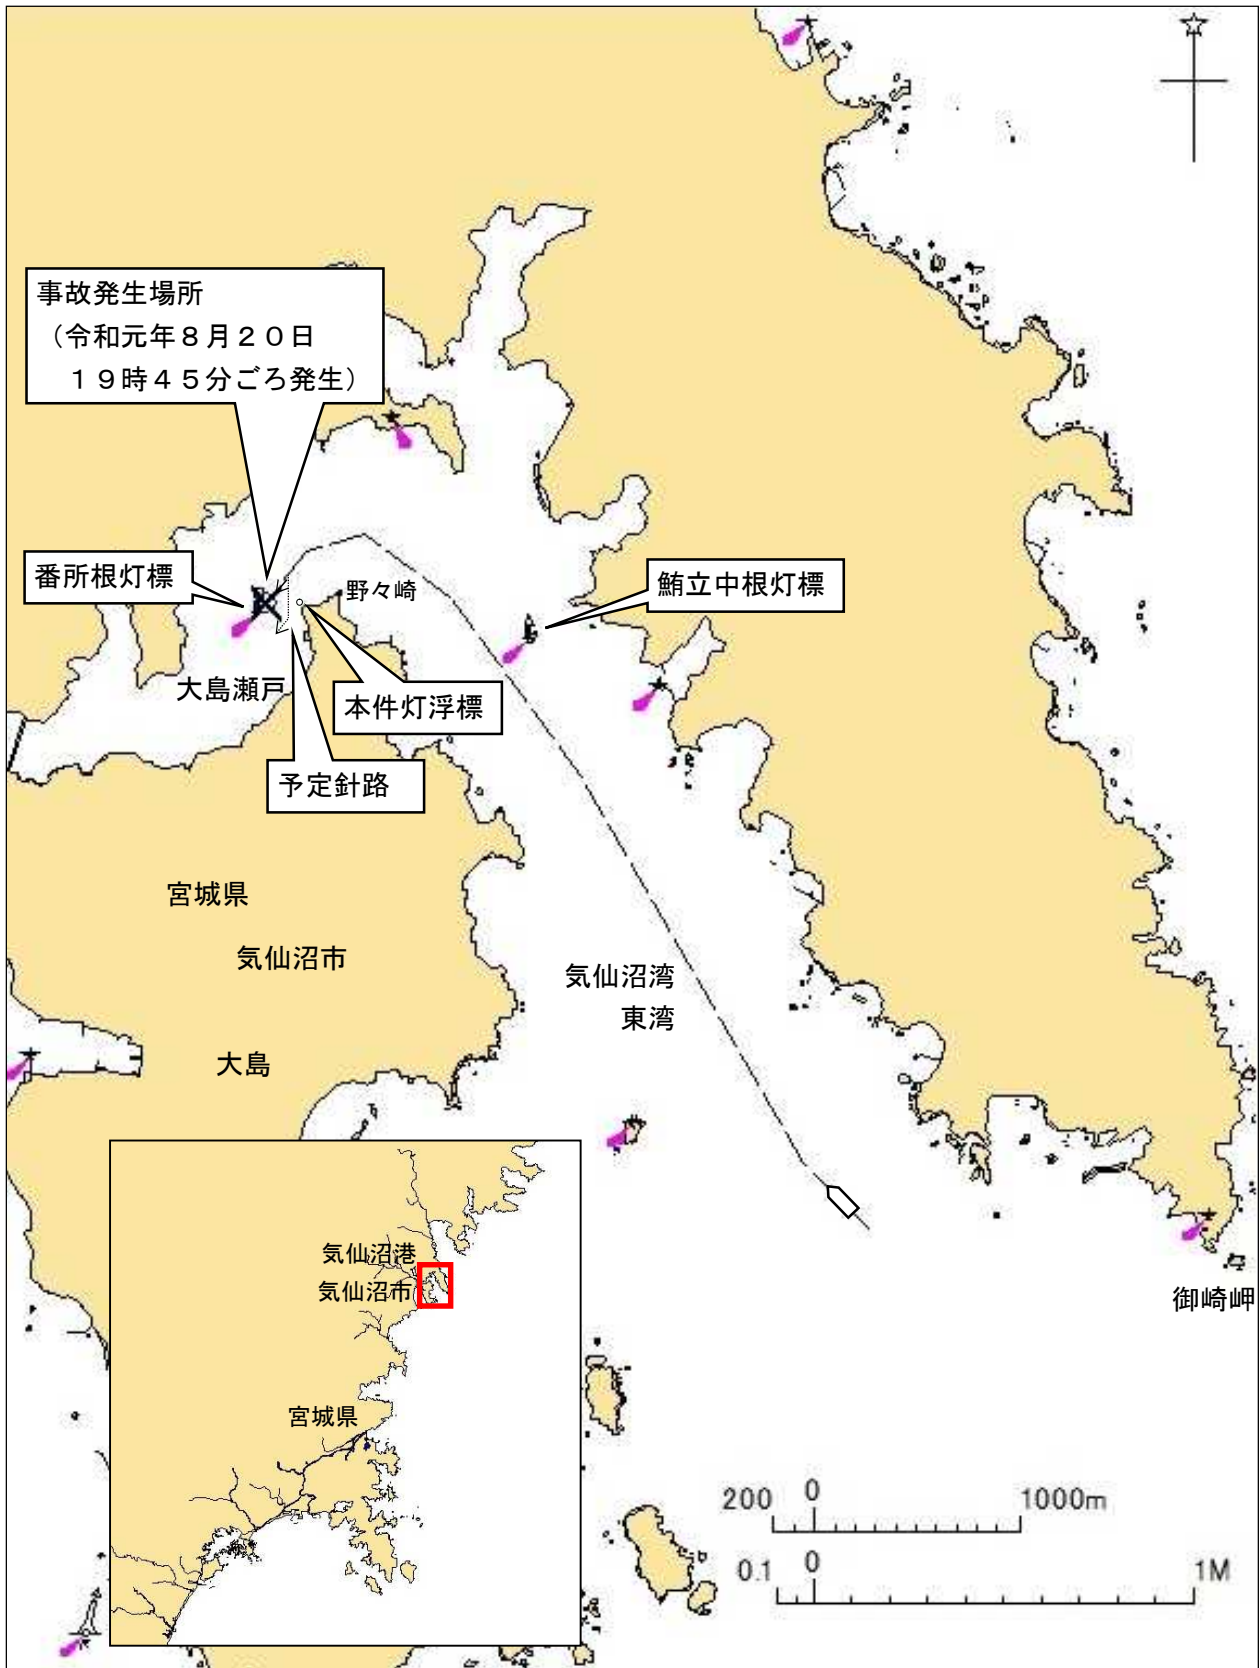 事故発生場所
（令和元年８月２０日
１９時４５分ごろ発生）
番所根灯標
野々崎
鮪立中根灯標
大島瀬戸
本件灯浮標
予定針路
宮城県
気仙沼市
気仙沼湾
東湾
大島
気仙沼港
気仙沼市
御崎岬
宮城県
200 0 1000m
0.1 0 1M